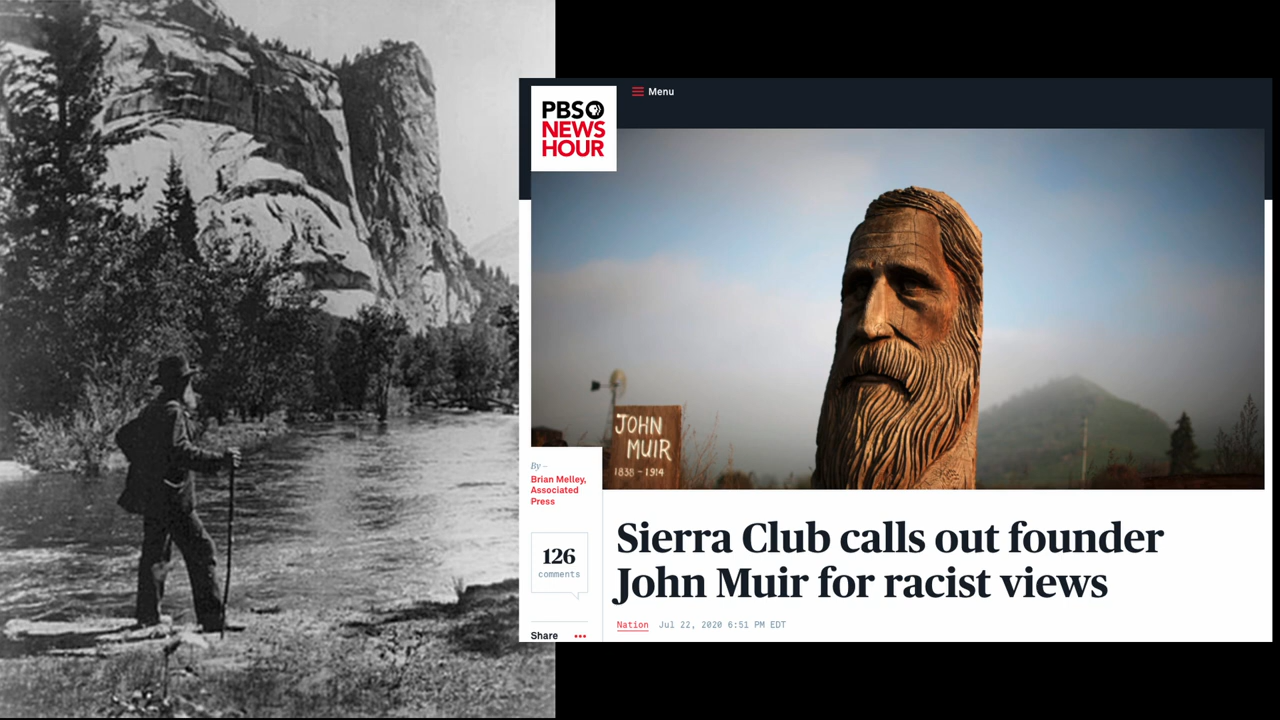 PBS
NEWS
HOUR
Menu
JOHN
MUIR
1838 - 1914
By –
Brian Melley,
Associated
Press
126
comments
Share
Sierra Club calls out founder
John Muir for racist views
Nation Jul 22, 2020 6:51 PM EDT